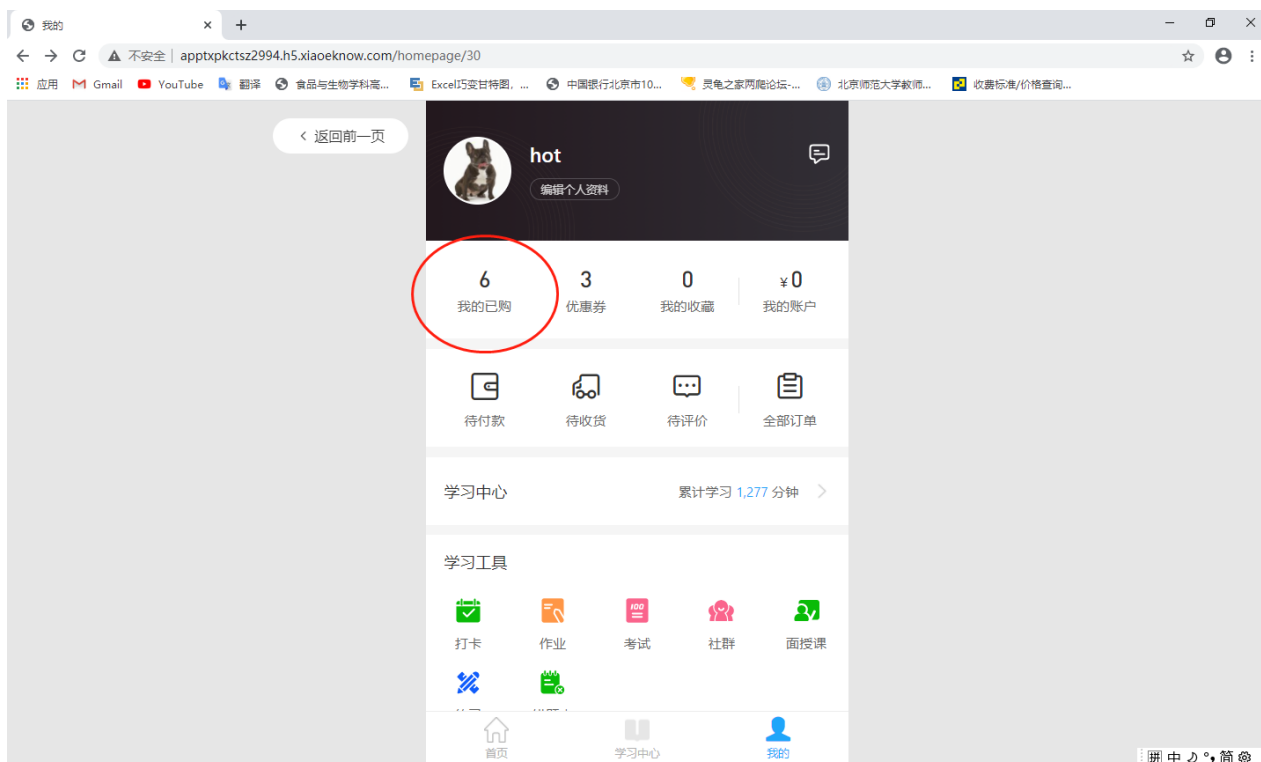 我的
不安全 | apptxpkctsz2994.h5.xiaoeknow.com/homepage/30
应用 Gmail YouTube 翻译 食品与生物学科高... Excel巧变甘特图，... 中国银行北京市10... 灵龟之家两爬论坛-... 北京师范大学教师... 收费标准/价格查询...
返回前一页
hot
编辑个人资料
6 3 0 ¥0
我的已购 优惠券 我的收藏 我的账户
待付款 待收货 待评价 全部订单
学习中心 累计学习 1,277 分钟
学习工具
100
打卡 作业 考试 社群 面授课
首页 学习中心 我的
拼 中 简